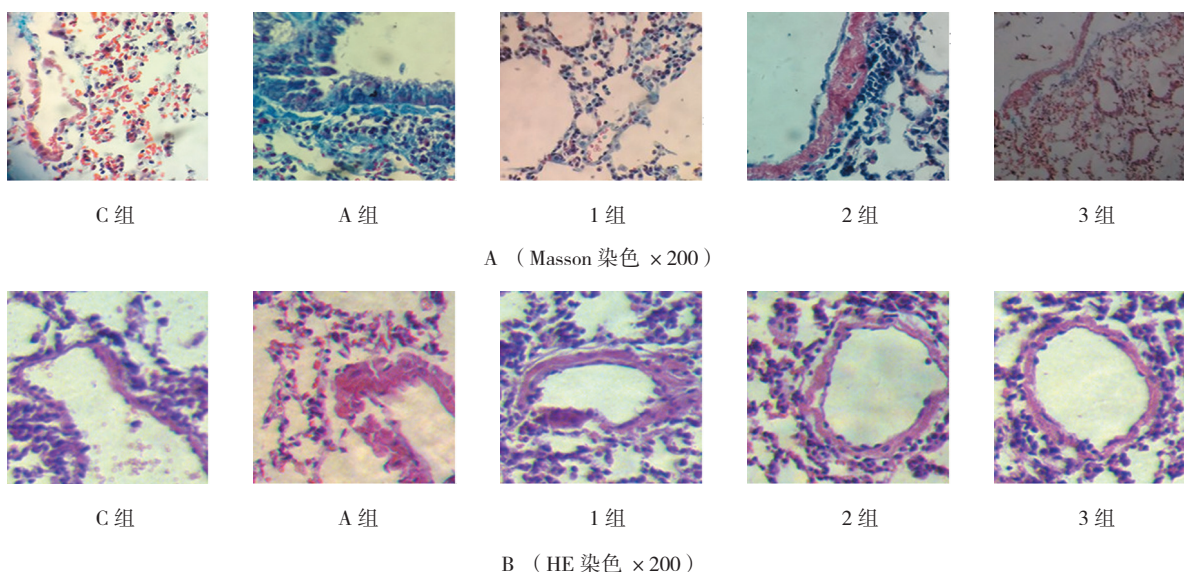 C 组 A 组 1 组 2 组 3 组
A （Masson 染色 ×200）
C 组 A 组 1 组 2 组 3 组
B （HE 染色 ×200）